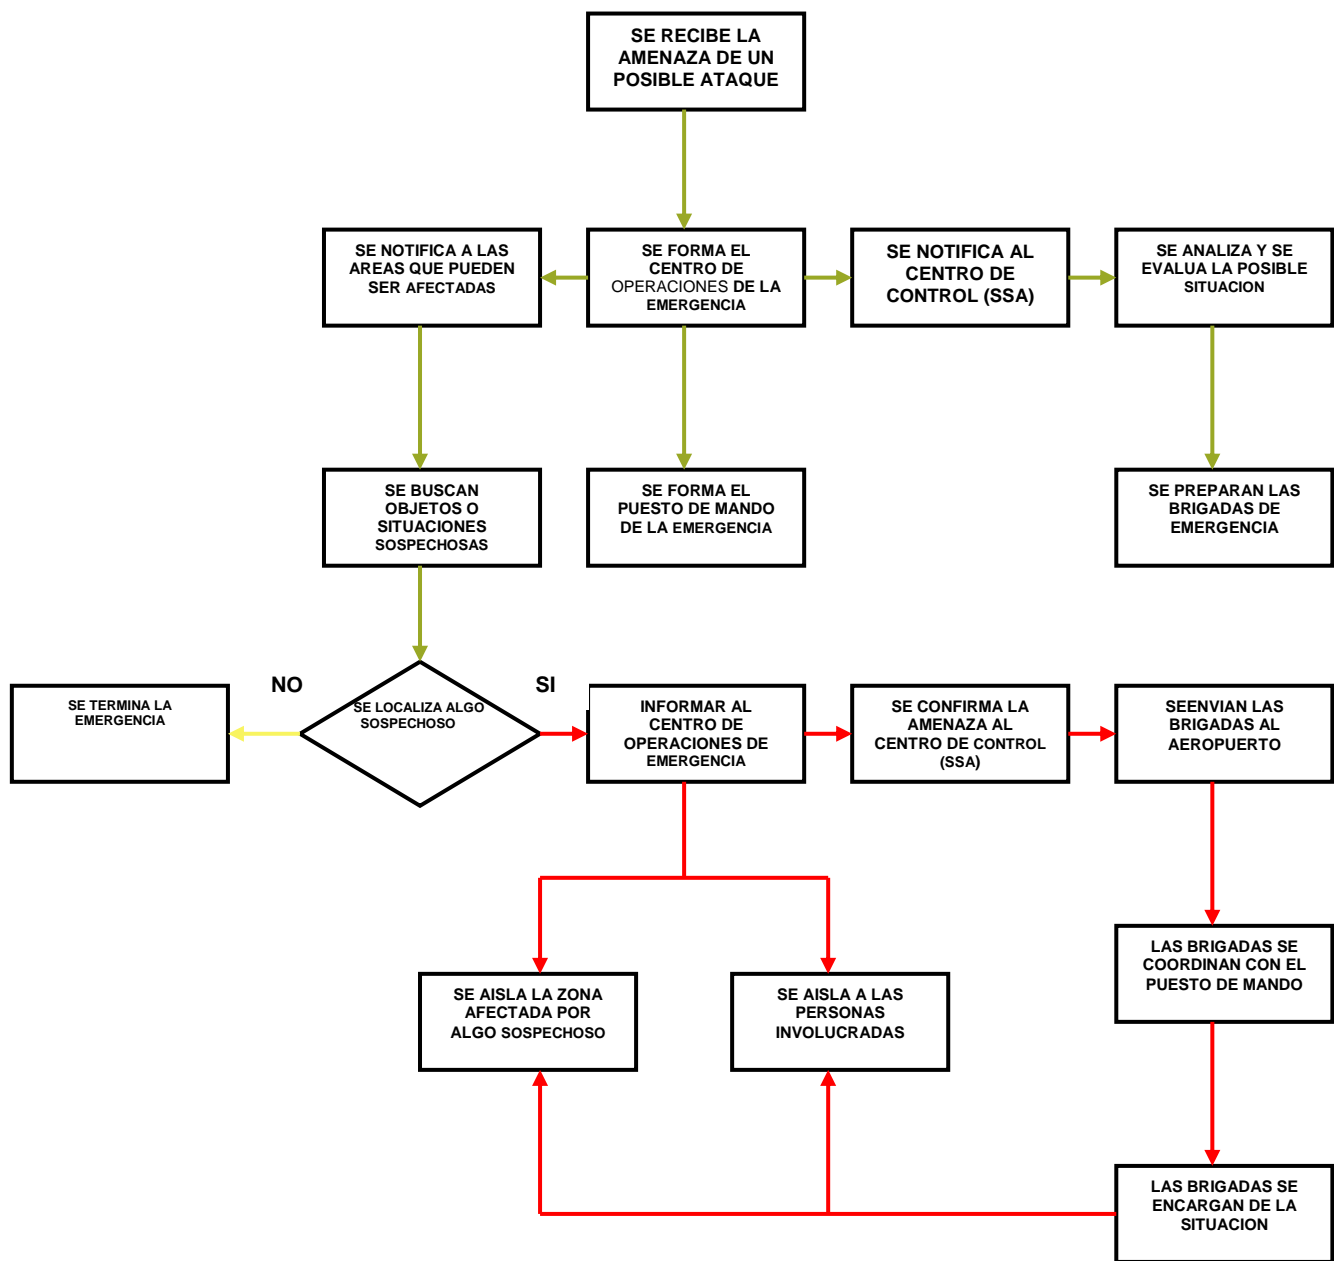 SE RECIBE LA
AMENAZA DE UN
POSIBLE ATAQUE
SE NOTIFICA A LAS
AREAS QUE PUEDEN
SER AFECTADAS
SE FORMA EL
CENTRO DE
OPERACIONES DE LA
EMERGENCIA
SE NOTIFICA AL
CENTRO DE
CONTROL (SSA)
SE ANALIZA Y SE
EVALUA LA POSIBLE
SITUACION
SE BUSCAN
OBJETOS O
SITUACIONES
SOSPECHOSAS
SE FORMA EL
PUESTO DE MANDO
DE LA EMERGENCIA
SE PREPARAN LAS
BRIGADAS DE
EMERGENCIA
SE TERMINA LA
EMERGENCIA
NO
SE LOCALIZA ALGO
SOSPECHOSO
SI
INFORMAR AL
CENTRO DE
OPERACIONES DE
EMERGENCIA
SE CONFIRMA LA
AMENAZA AL
CENTRO DE CONTROL
(SSA)
SEENVIAN LAS
BRIGADAS AL
AEROPUERTO
LAS BRIGADAS SE
COORDINAN CON EL
PUESTO DE MANDO
SE AISLA LA ZONA
AFECTADA POR
ALGO SOSPECHOSO
SE AISLA A LAS
PERSONAS
INVOLUCRADAS
LAS BRIGADAS SE
ENCARGAN DE LA
SITUACION